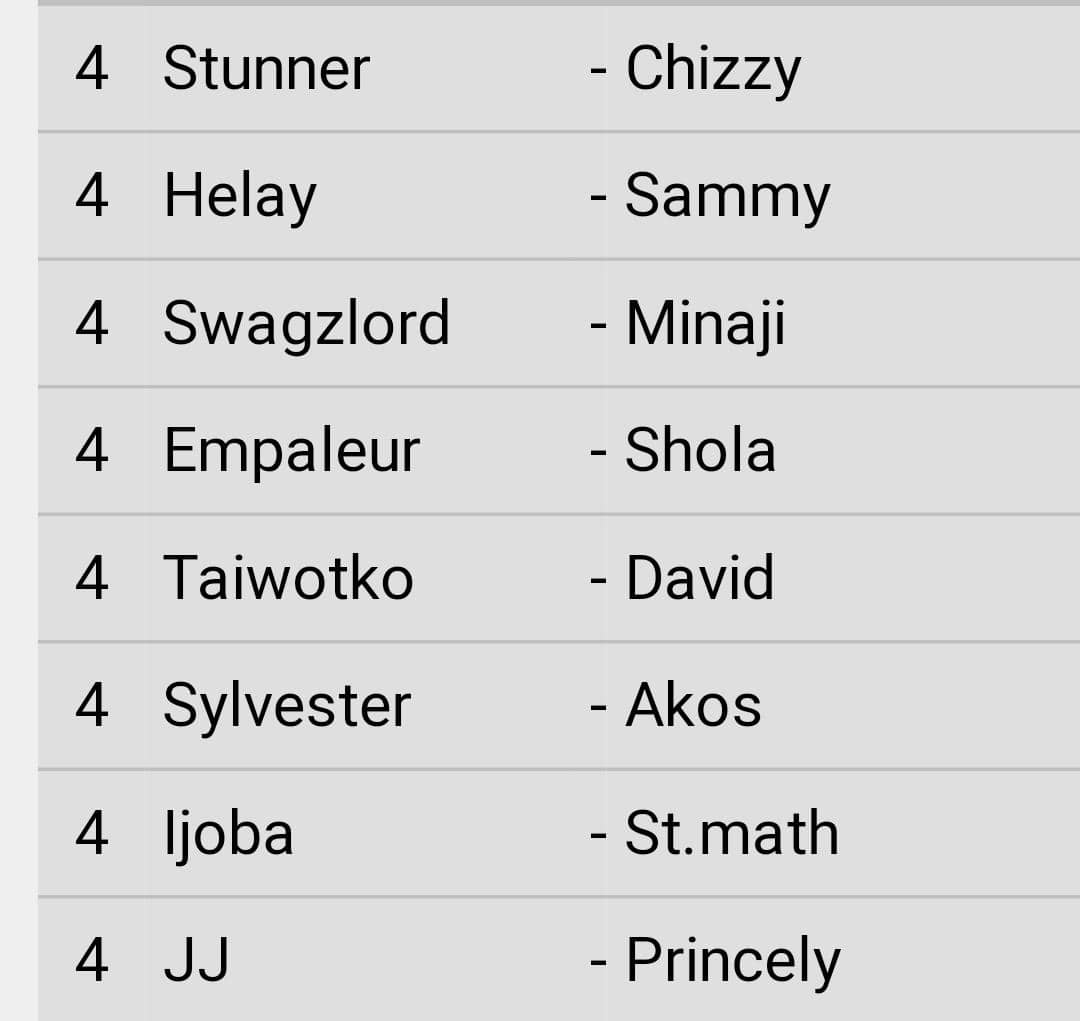 4 Stunner - Chizzy
4 Helay - Sammy
4 Swagzlord - Minaji
4 Empaleur - Shola
4 Taiwotko - David
4 Sylvester - Akos
4 Ijoba - St.math
4 JJ - Princely